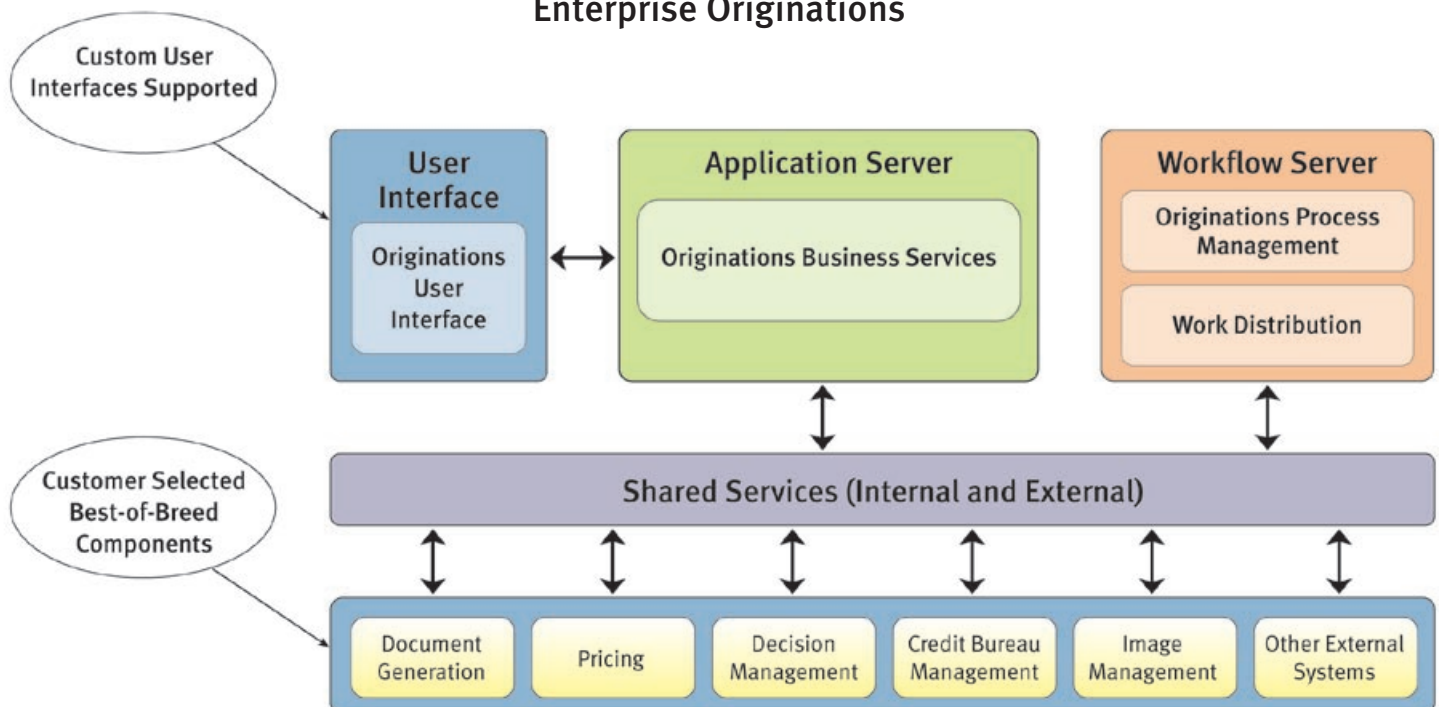 Enterprise Originations
Custom User
Interfaces Supported
User
Interface
Originations
User
Interface
Application Server
Originations Business Services
Workflow Server
Originations Process
Management
Work Distribution
Customer Selected
Best-of-Breed
Components
Shared Services (Internal and External)
Document
Generation
Pricing
Decision
Management
Credit Bureau
Management
Image
Management
Other External
Systems